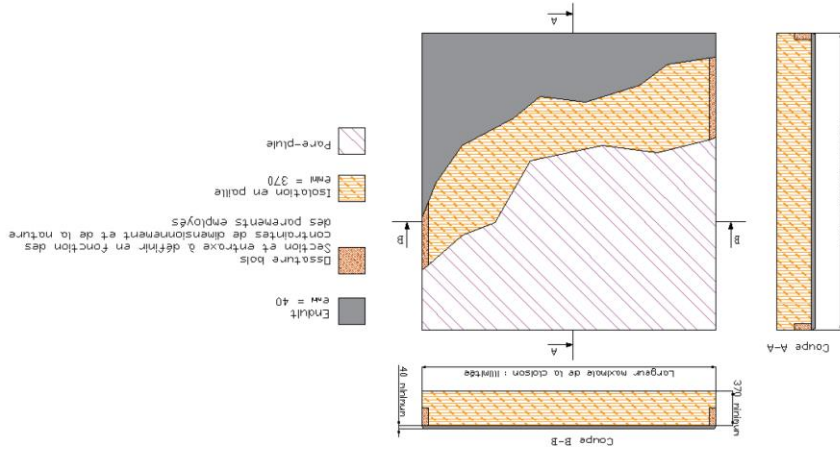 Coupe B-B
370 minimum
40 minimum
Largeur maximale de la cloison : illimitée
Coupe A-A
A
B
B
A
Enduit
eMIN = 40
Ossature bois
Section et entraxe à définir en fonction des
contraintes de dimensionnement et de la nature
des parements employés
Isolation en paille
eMIN = 370
Pare-pluie